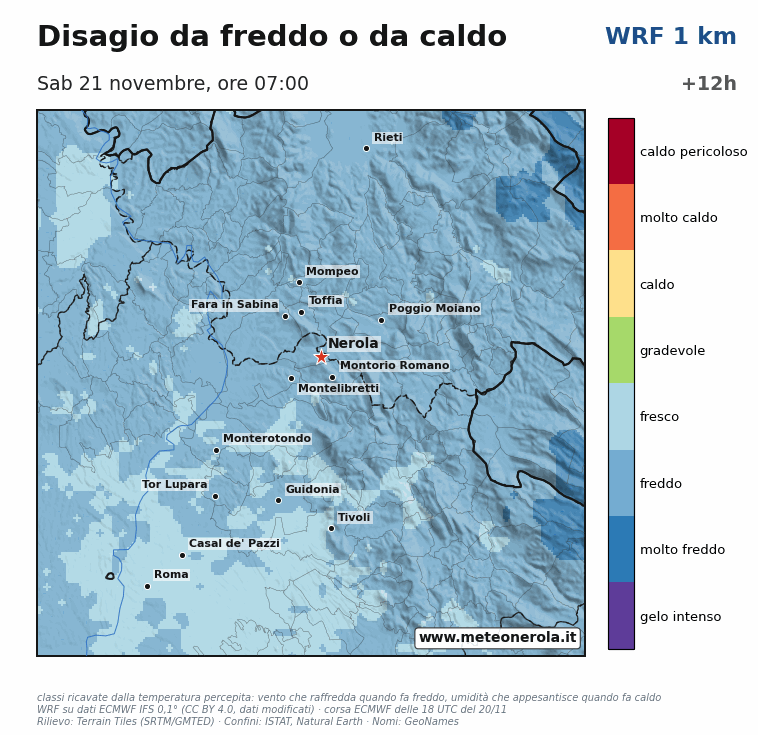 Disagio da freddo o da caldo
WRF 1 km
Sab 21 novembre, ore 07:00
+12h
Rieti
Mompeo
Toffia
Fara in Sabina
Poggio Moiano
Nerola
Montorio Romano
Montelibretti
Monterotondo
Tor Lupara
Guidonia
Tivoli
Casal de' Pazzi
Roma
www.meteonerola.it
caldo pericoloso
molto caldo
caldo
gradevole
fresco
freddo
molto freddo
gelo intenso
classi ricavate dalla temperatura percepita: vento che raffredda quando fa freddo, umidità che appesantisce quando fa caldo
WRF su dati ECMWF IFS 0,1° (CC BY 4.0, dati modificati) · corsa ECMWF delle 18 UTC del 20/11
Rilievo: Terrain Tiles (SRTM/GMTED) · Confini: ISTAT, Natural Earth · Nomi: GeoNames